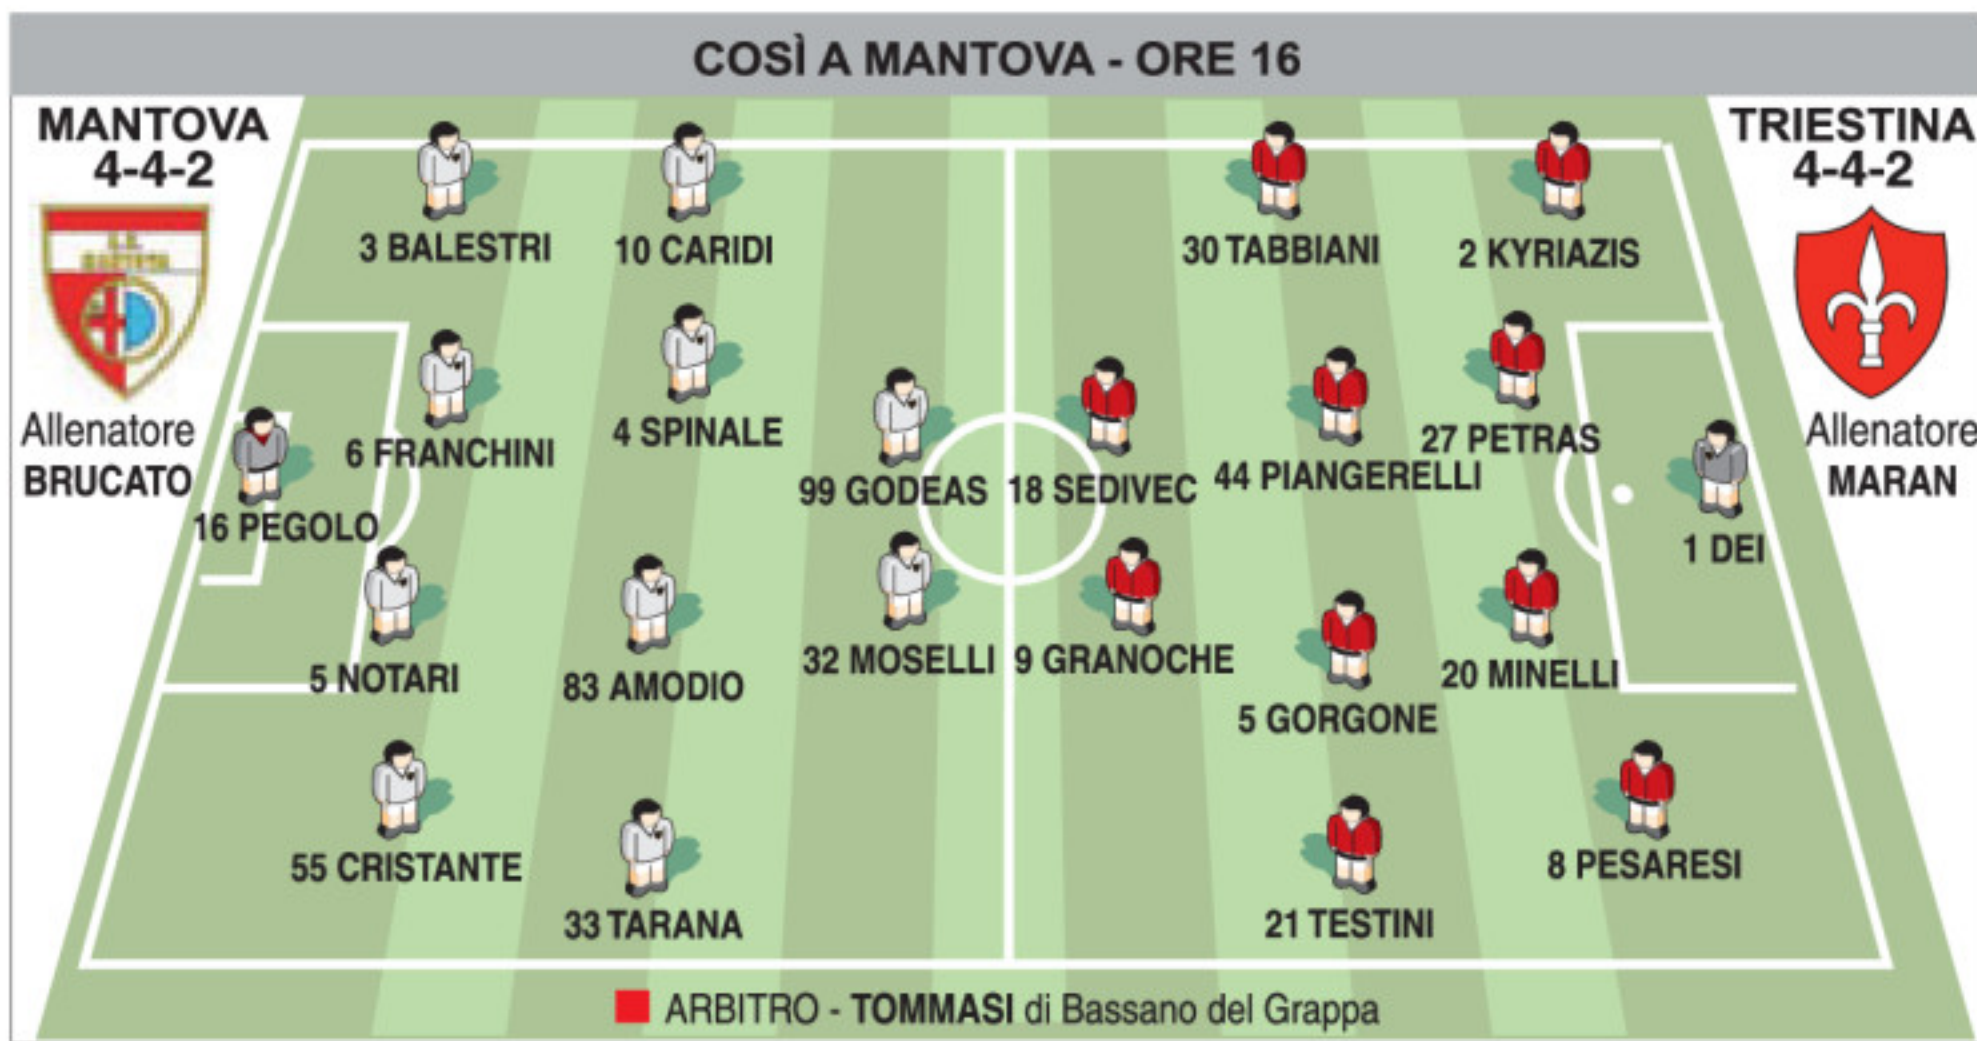 COSÌ A MANTOVA - ORE 16
MANTOVA
4-4-2
Allenatore
BRUCATO
TRIESTINA
4-4-2
Allenatore
MARAN
3 BALESTRI
10 CARIDI
30 TABBIANI
2 KYRIAZIS
6 FRANCHINI
4 SPINALE
99 GODEAS
18 SEDIVEC
44 PIANGERELLI
27 PETRAS
16 PEGOLO
1 DEI
5 NOTARI
83 AMODIO
32 MOSELLI
9 GRANOCHE
5 GORGONE
20 MINELLI
55 CRISTANTE
33 TARANA
21 TESTINI
8 PESARESI
ARBITRO - TOMMASI di Bassano del Grappa